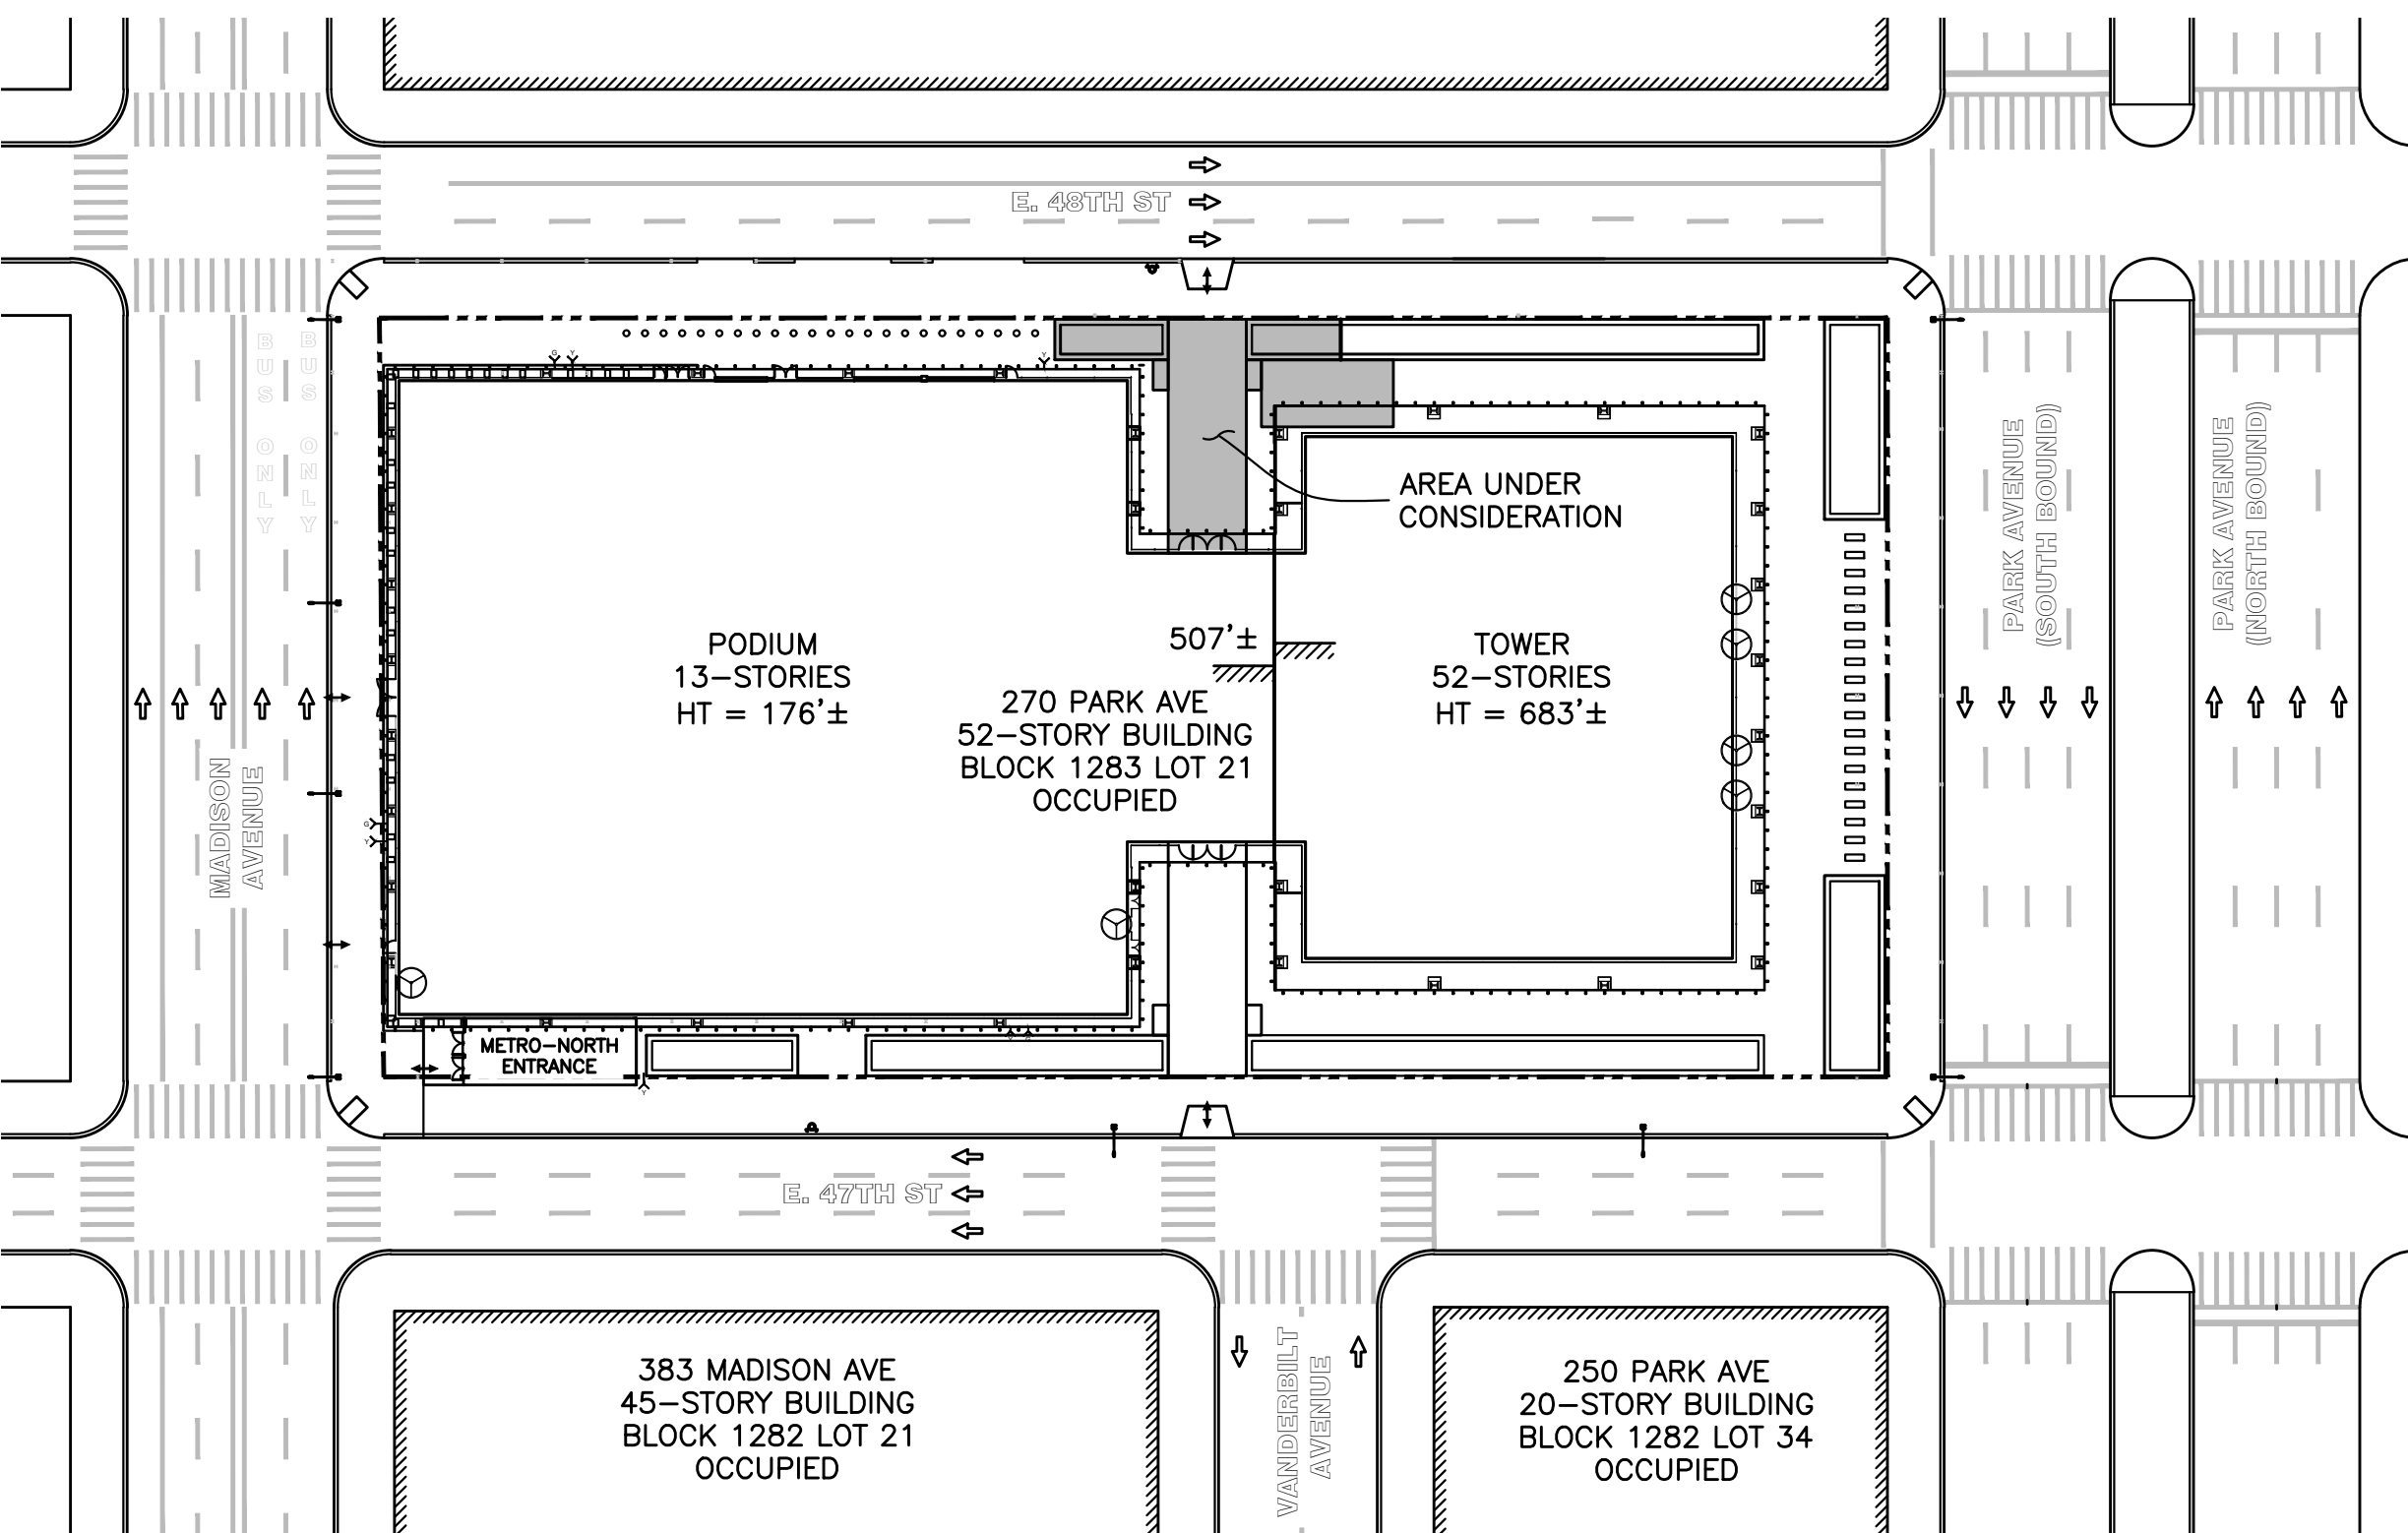 E. 48TH ST
BUS ONLY
BUS ONLY
AREA UNDER
CONSIDERATION
PARK AVENUE
(SOUTH BOUND)
PARK AVENUE
(NORTH BOUND)
PODIUM
13-STORIES
HT = 176'±
507'±
TOWER
52-STORIES
HT = 683'±
270 PARK AVE
52-STORY BUILDING
BLOCK 1283 LOT 21
OCCUPIED
MADISON
AVENUE
METRO-NORTH
ENTRANCE
E. 47TH ST
383 MADISON AVE
45-STORY BUILDING
BLOCK 1282 LOT 21
OCCUPIED
VANDERBILT
AVENUE
250 PARK AVE
20-STORY BUILDING
BLOCK 1282 LOT 34
OCCUPIED